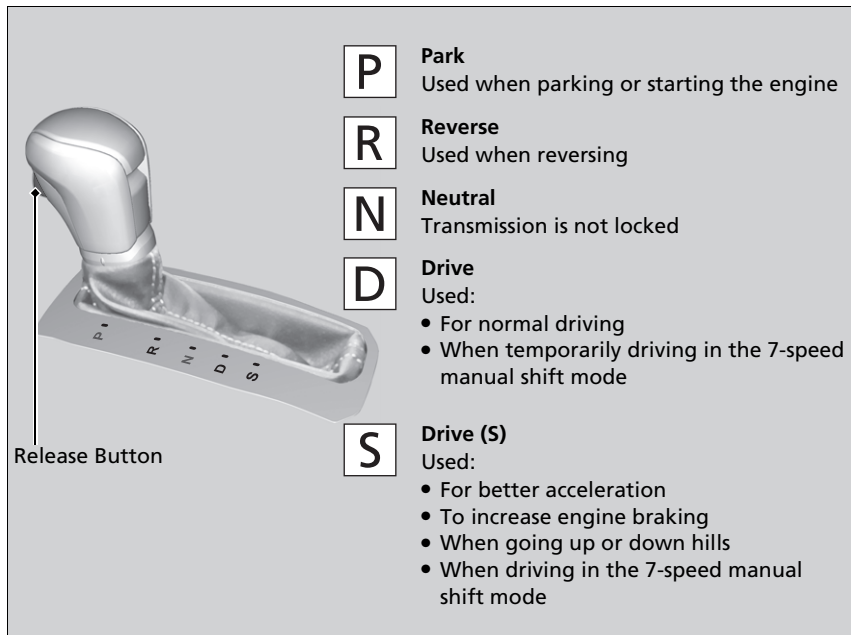 P
Park
Used when parking or starting the engine
R
Reverse
Used when reversing
N
Neutral
Transmission is not locked
D
Drive
Used:
• For normal driving
• When temporarily driving in the 7-speed
manual shift mode
S
Drive (S)
Used:
• For better acceleration
• To increase engine braking
• When going up or down hills
• When driving in the 7-speed manual
shift mode
P
R
N
D
S
Release Button